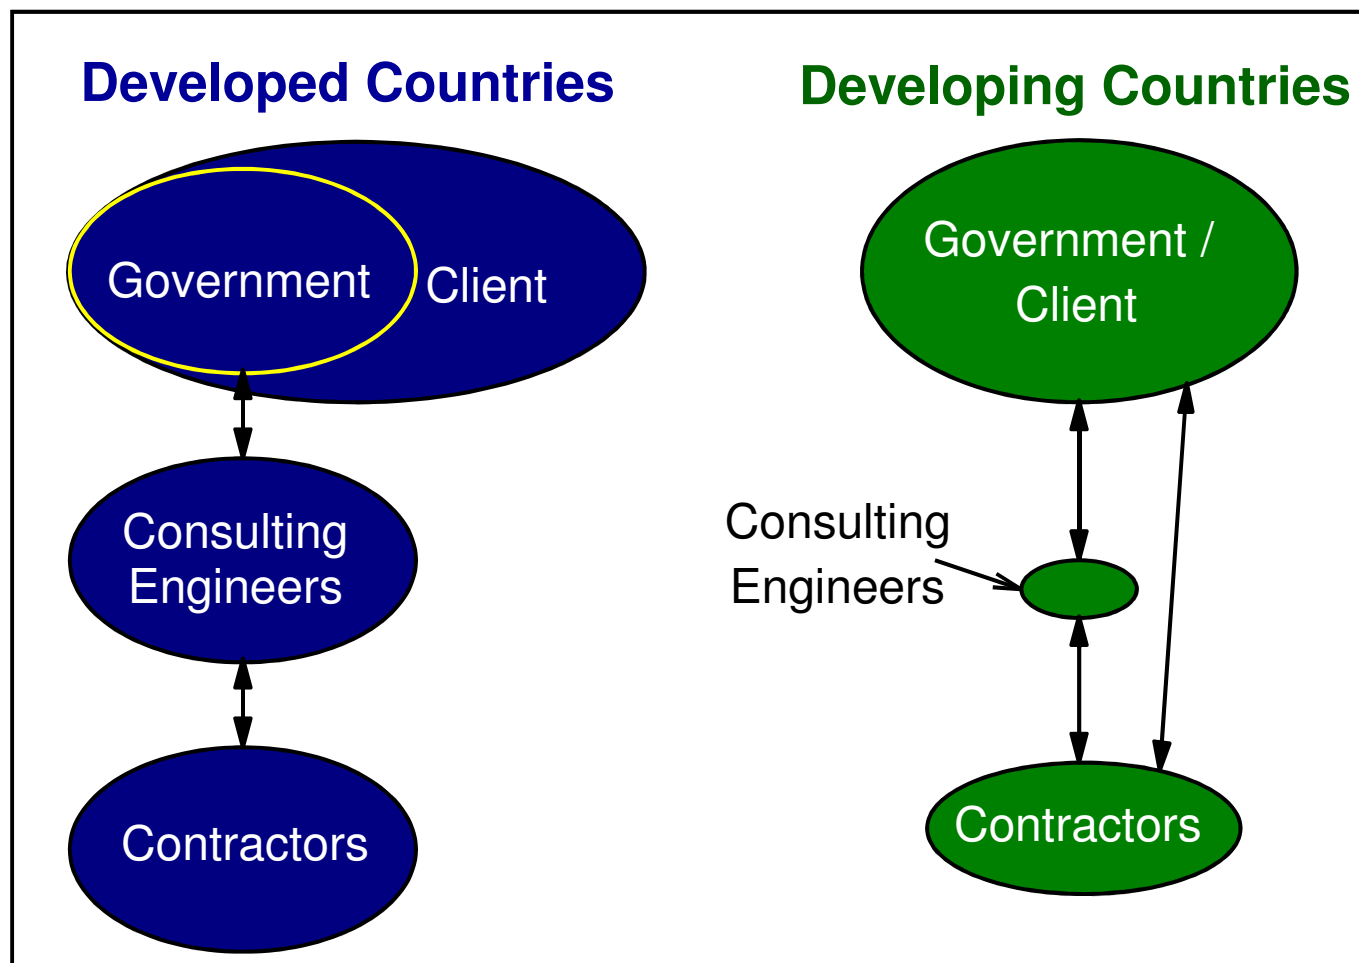 Developed Countries
Government
Client
Consulting
Engineers
Contractors
Developing Countries
Government /
Client
Consulting
Engineers
Contractors